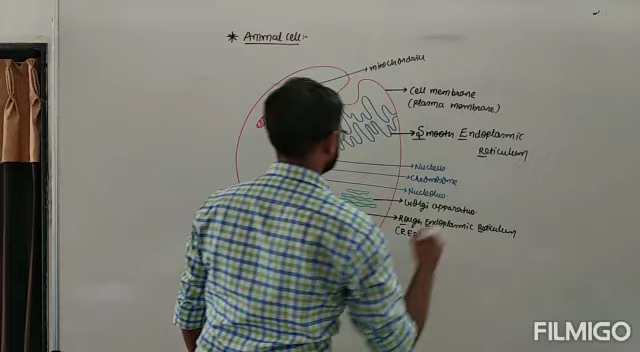 * Animal cell:-
mitochondria
Cell membrane
(plasma membrane)
Smooth Endoplasmic
Reticulum
Nucleus
Chromosome
Nucleolus
Golgi apparatus
Rough Endoplasmic Reticulum
(RER
FILMIGO